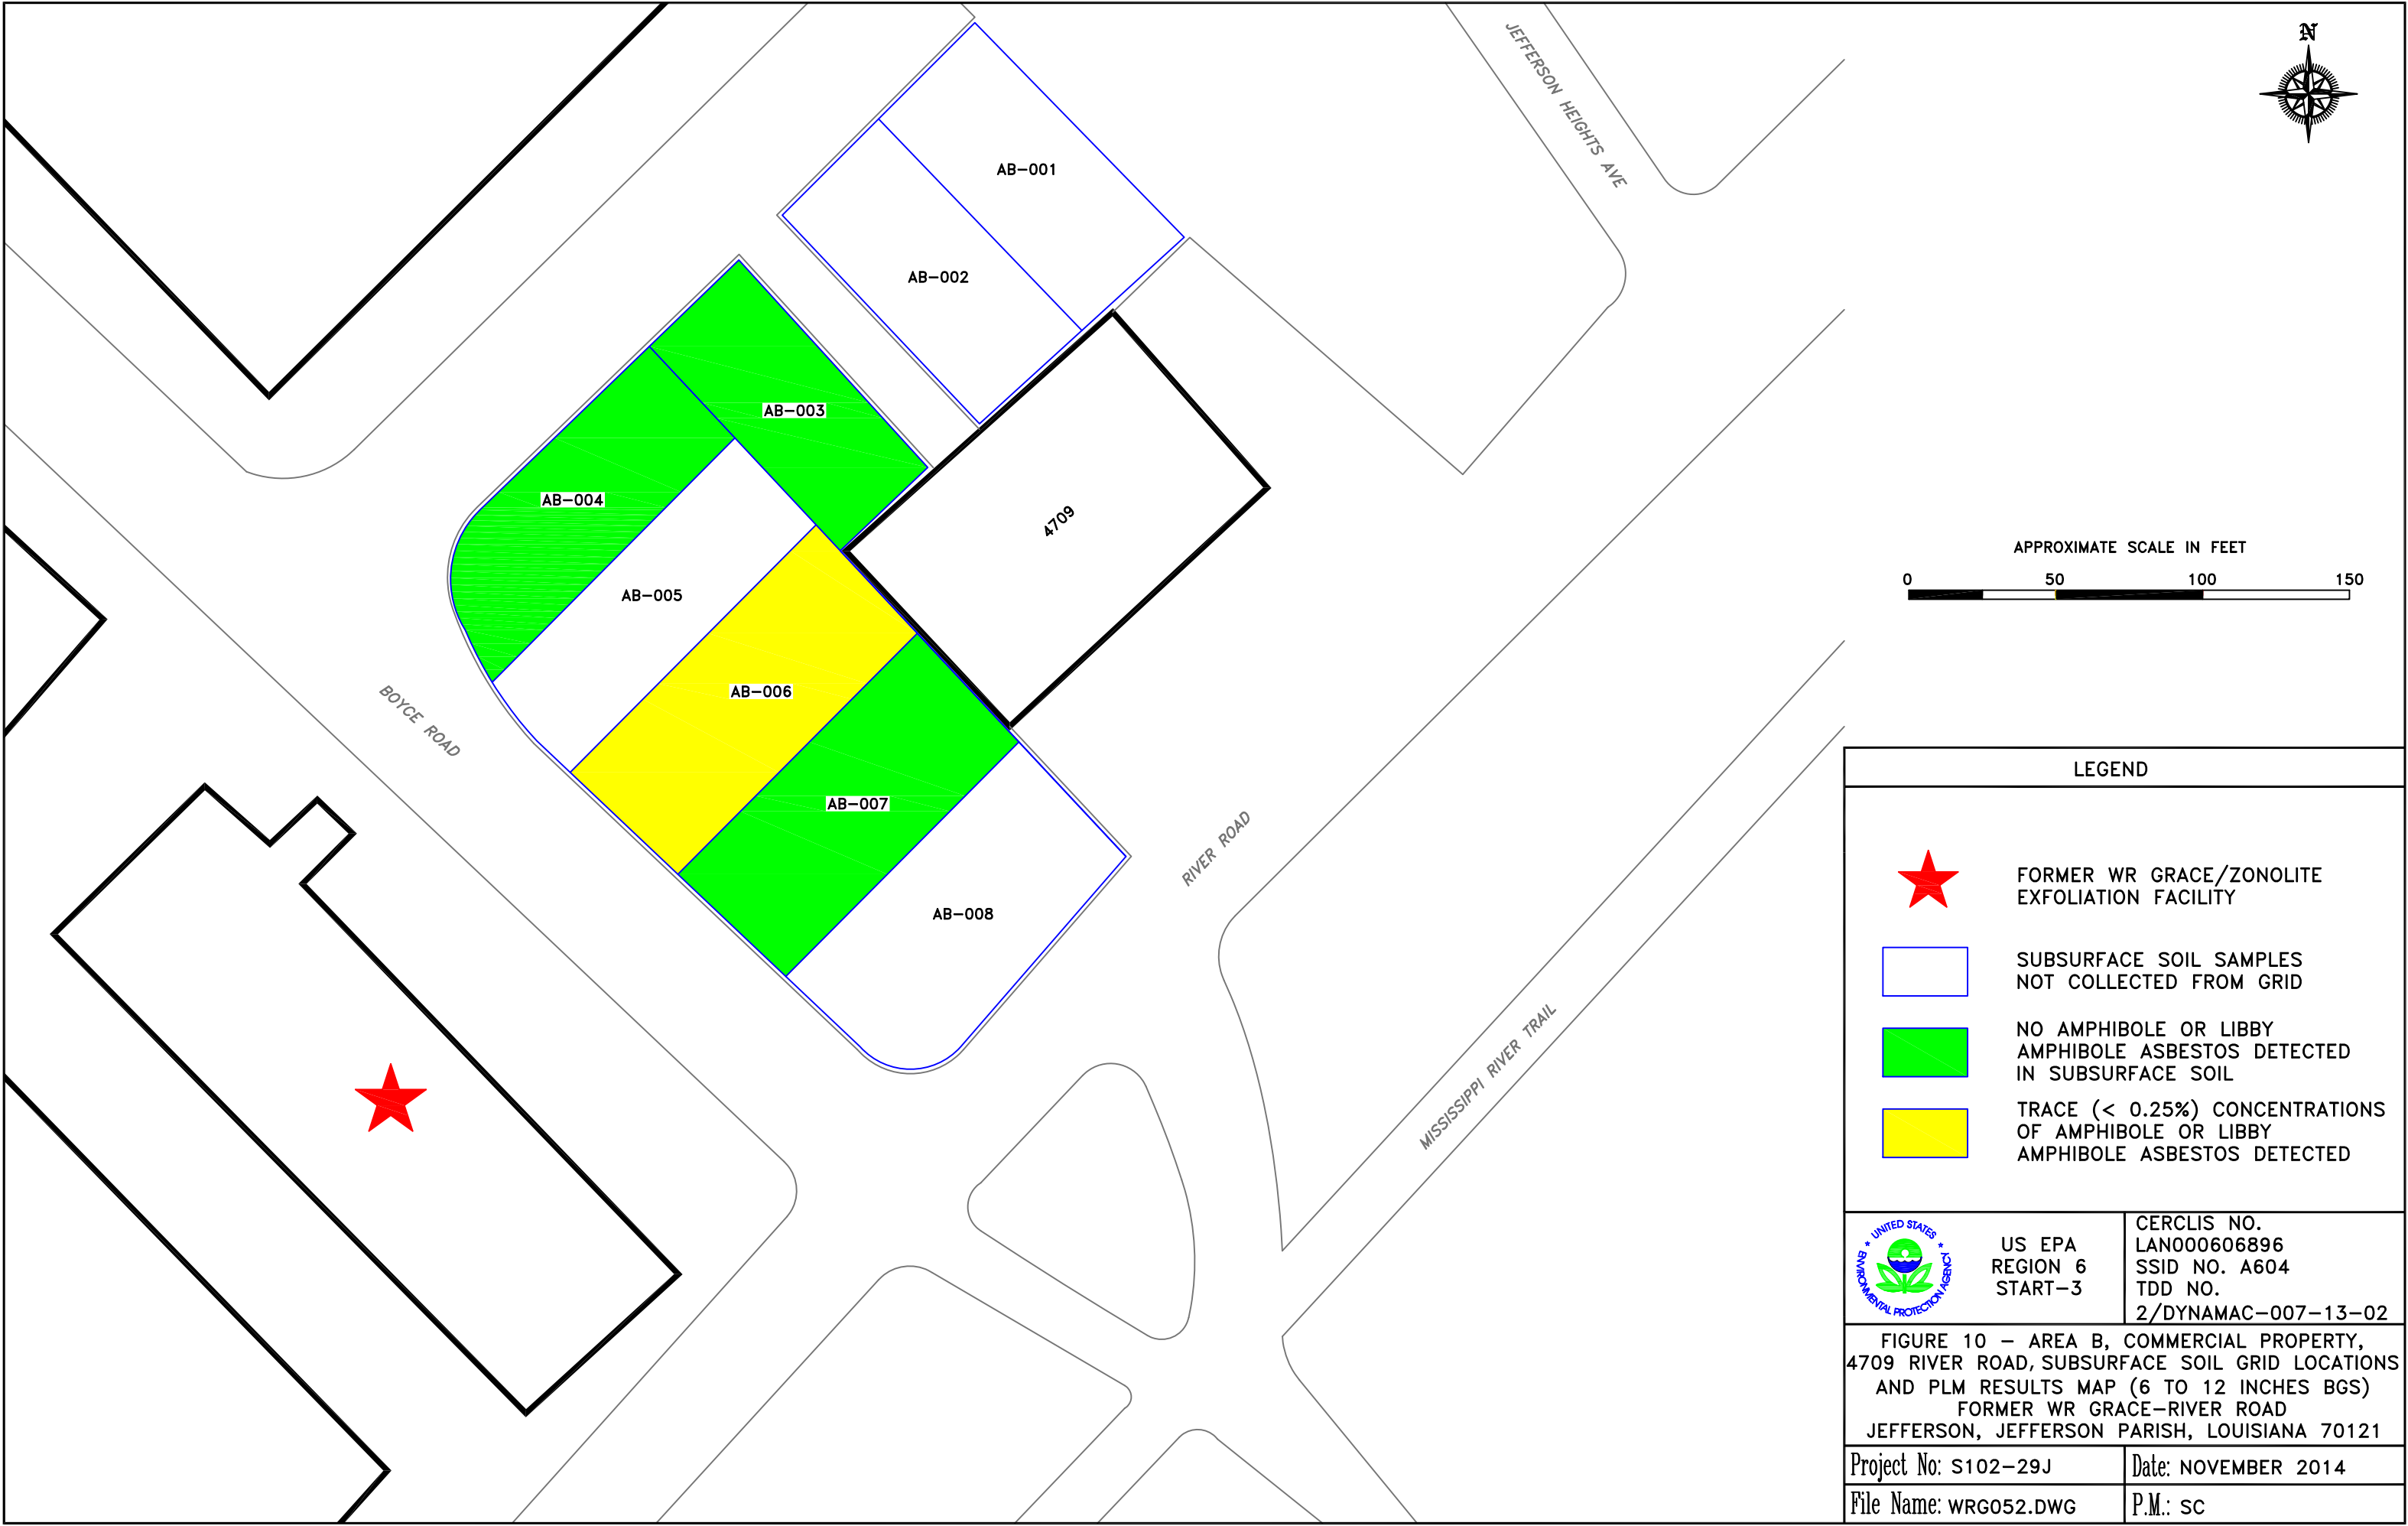 N
JEFFERSON HEIGHTS AVE
AB-001
AB-002
AB-003
AB-004
4709
AB-005
AB-006
AB-007
AB-008
BOYCE ROAD
RIVER ROAD
MISSISSIPPI RIVER TRAIL
APPROXIMATE SCALE IN FEET
0 50 100 150
LEGEND
FORMER WR GRACE/ZONOLITE
EXFOLIATION FACILITY
SUBSURFACE SOIL SAMPLES
NOT COLLECTED FROM GRID
NO AMPHIBOLE OR LIBBY
AMPHIBOLE ASBESTOS DETECTED
IN SUBSURFACE SOIL
TRACE (< 0.25%) CONCENTRATIONS
OF AMPHIBOLE OR LIBBY
AMPHIBOLE ASBESTOS DETECTED
★ UNITED STATES ★
ENVIRONMENTAL PROTECTION AGENCY
US EPA
REGION 6
START-3
CERCLIS NO.
LAN000606896
SSID NO. A604
TDD NO.
2/DYNAMAC-007-13-02
FIGURE 10 - AREA B, COMMERCIAL PROPERTY,
4709 RIVER ROAD, SUBSURFACE SOIL GRID LOCATIONS
AND PLM RESULTS MAP (6 TO 12 INCHES BGS)
FORMER WR GRACE-RIVER ROAD
JEFFERSON, JEFFERSON PARISH, LOUISIANA 70121
Project No: S102-29J
Date: NOVEMBER 2014
File Name: WRG052.DWG
P.M.: SC